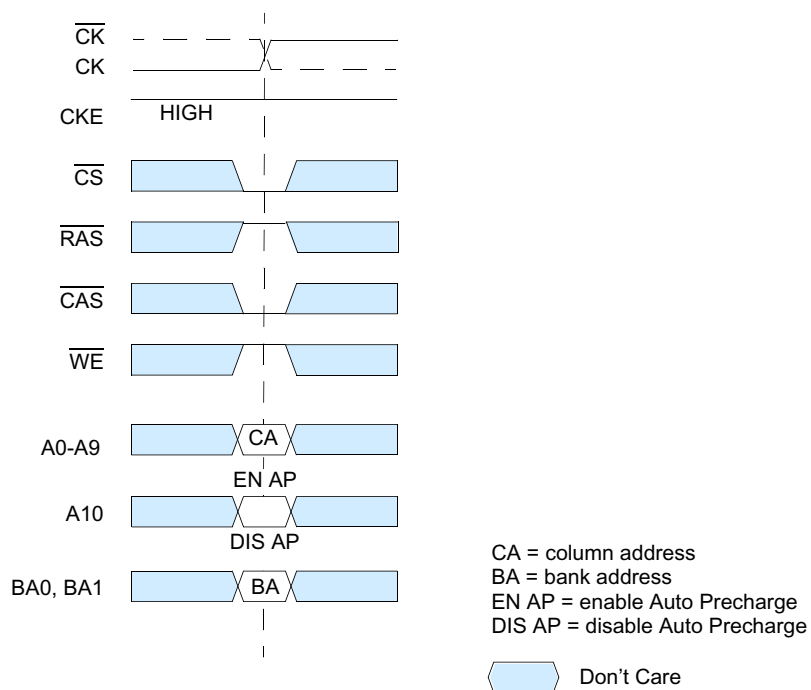 CK
CK
CKE HIGH
CS
RAS
CAS
WE
A0-A9 CA
EN AP
A10
DIS AP
BA0, BA1 BA
CA = column address
BA = bank address
EN AP = enable Auto Precharge
DIS AP = disable Auto Precharge
Don't Care